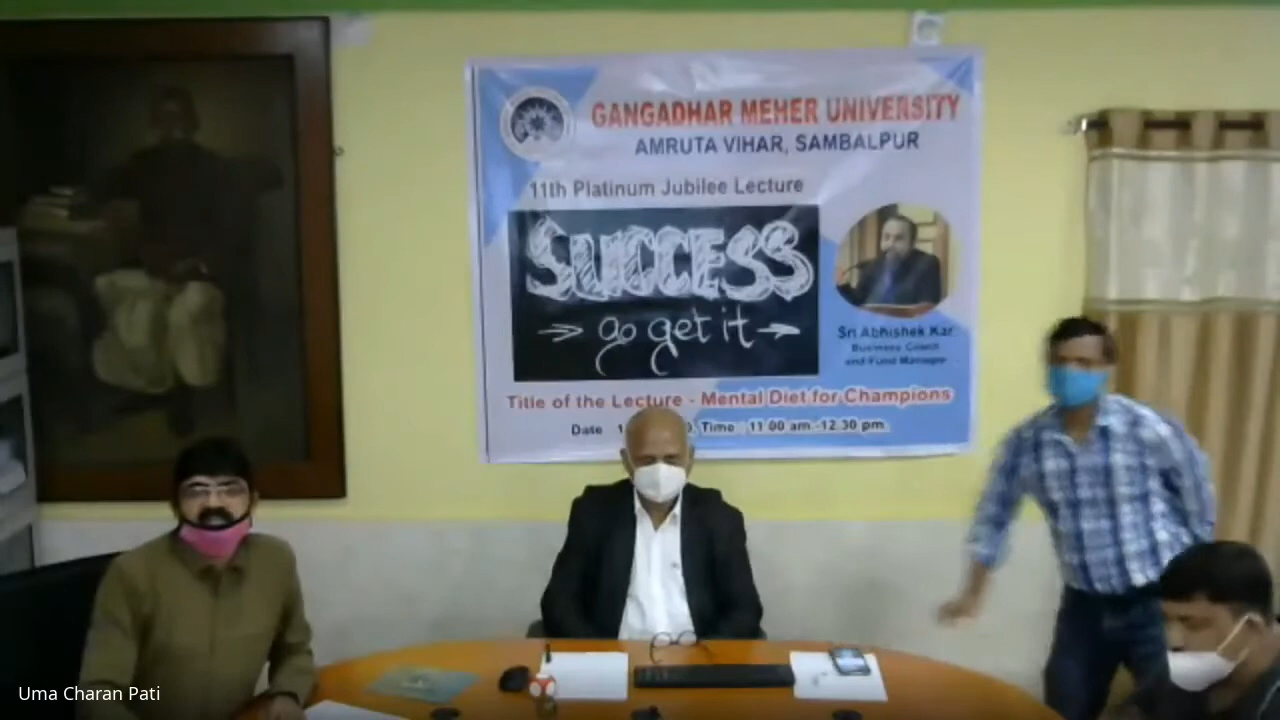 GANGADHAR MEHER UNIVERSITY
AMRUTA VIHAR, SAMBALPUR
11th Platinum Jubilee Lecture
SUCCESS
go get it
Sri Abhishek Kar
Business Coach
and Fund Manager
Title of the Lecture - Mental Diet for Champions
Date Time : 11.00 am.-12.30 pm.
Uma Charan Pati